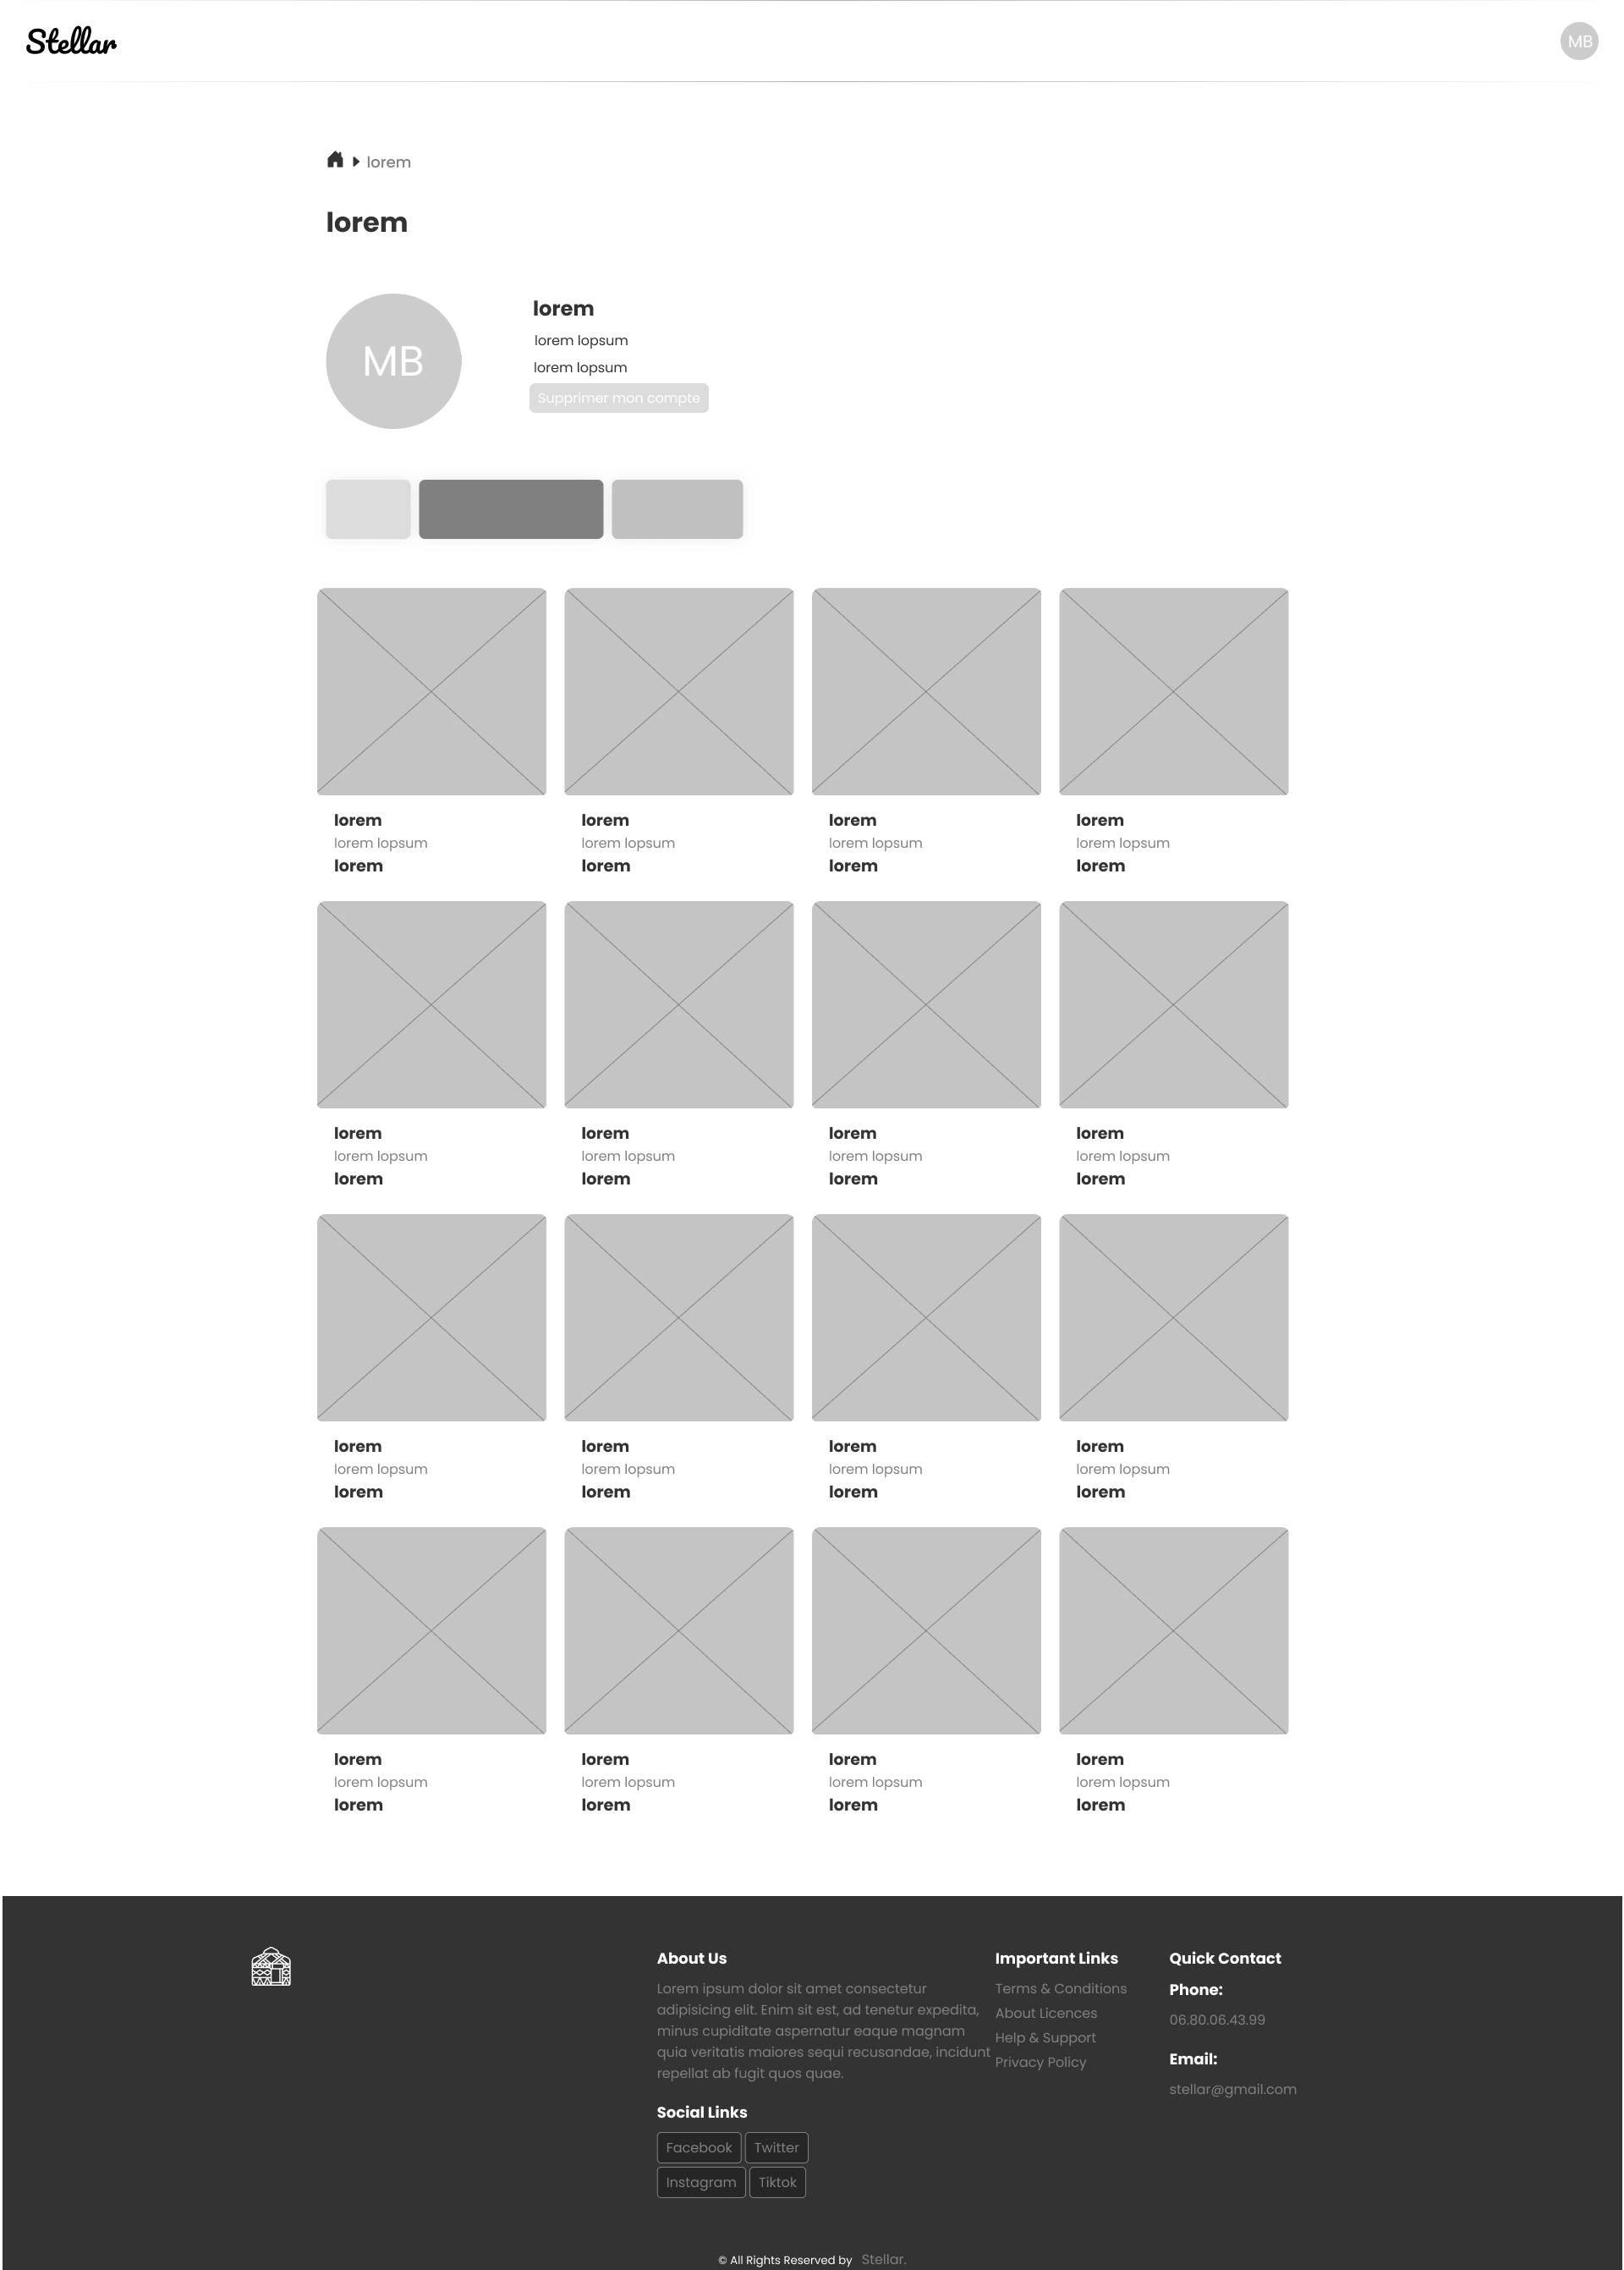 Stellar
MB
lorem
lorem
MB
lorem
lorem lopsum
lorem lopsum
Supprimer mon compte
lorem
lorem lopsum
lorem
lorem
lorem lopsum
lorem
lorem
lorem lopsum
lorem
lorem
lorem lopsum
lorem
lorem
lorem lopsum
lorem
lorem
lorem lopsum
lorem
lorem
lorem lopsum
lorem
lorem
lorem lopsum
lorem
lorem
lorem lopsum
lorem
lorem
lorem lopsum
lorem
lorem
lorem lopsum
lorem
lorem
lorem lopsum
lorem
lorem
lorem lopsum
lorem
lorem
lorem lopsum
lorem
lorem
lorem lopsum
lorem
lorem
lorem lopsum
lorem
About Us
Lorem ipsum dolor sit amet consectetur
adipisicing elit. Enim sit est, ad tenetur expedita,
minus cupiditate aspernatur eaque magnam
quia veritatis maiores sequi recusandae, incidunt
repellat ab fugit quos quae.
Social Links
Facebook
Twitter
Instagram
Tiktok
Important Links
Terms & Conditions
About Licences
Help & Support
Privacy Policy
Quick Contact
Phone:
06.80.06.43.99
Email:
stellar@gmail.com
© All Rights Reserved by Stellar.